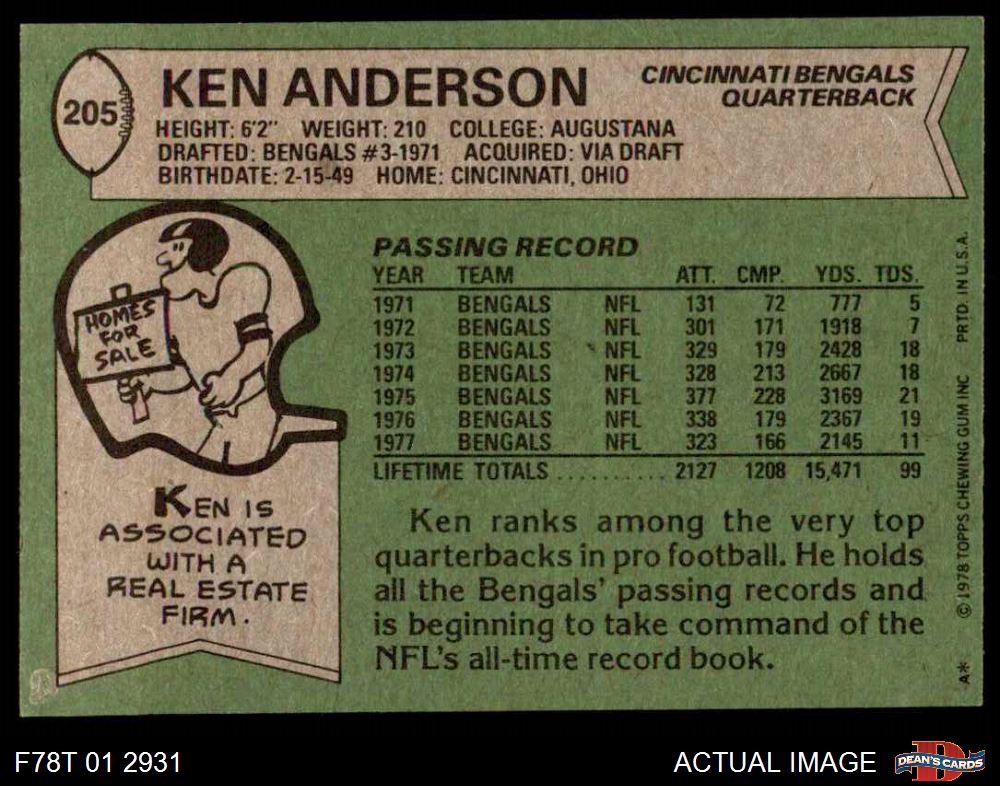 205
KEN ANDERSON
CINCINNATI BENGALS
QUARTERBACK
HEIGHT: 6'2" WEIGHT: 210 COLLEGE: AUGUSTANA
DRAFTED: BENGALS #3-1971 ACQUIRED: VIA DRAFT
BIRTHDATE: 2-15-49 HOME: CINCINNATI, OHIO
HOMES
FOR
SALE
KEN IS
ASSOCIATED
WITH A
REAL ESTATE
FIRM.
PASSING RECORD
YEAR TEAM ATT. CMP. YDS. TDS.
1971 BENGALS NFL 131 72 777 5
1972 BENGALS NFL 301 171 1918 7
1973 BENGALS NFL 329 179 2428 18
1974 BENGALS NFL 328 213 2667 18
1975 BENGALS NFL 377 228 3169 21
1976 BENGALS NFL 338 179 2367 19
1977 BENGALS NFL 323 166 2145 11
LIFETIME TOTALS .......... 2127 1208 15,471 99
Ken ranks among the very top
quarterbacks in pro football. He holds
all the Bengals' passing records and
is beginning to take command of the
NFL's all-time record book.
A* © 1978 TOPPS CHEWING GUM INC PRTD. IN U.S.A.
F78T 01 2931
ACTUAL IMAGE
DEAN'S CARDS